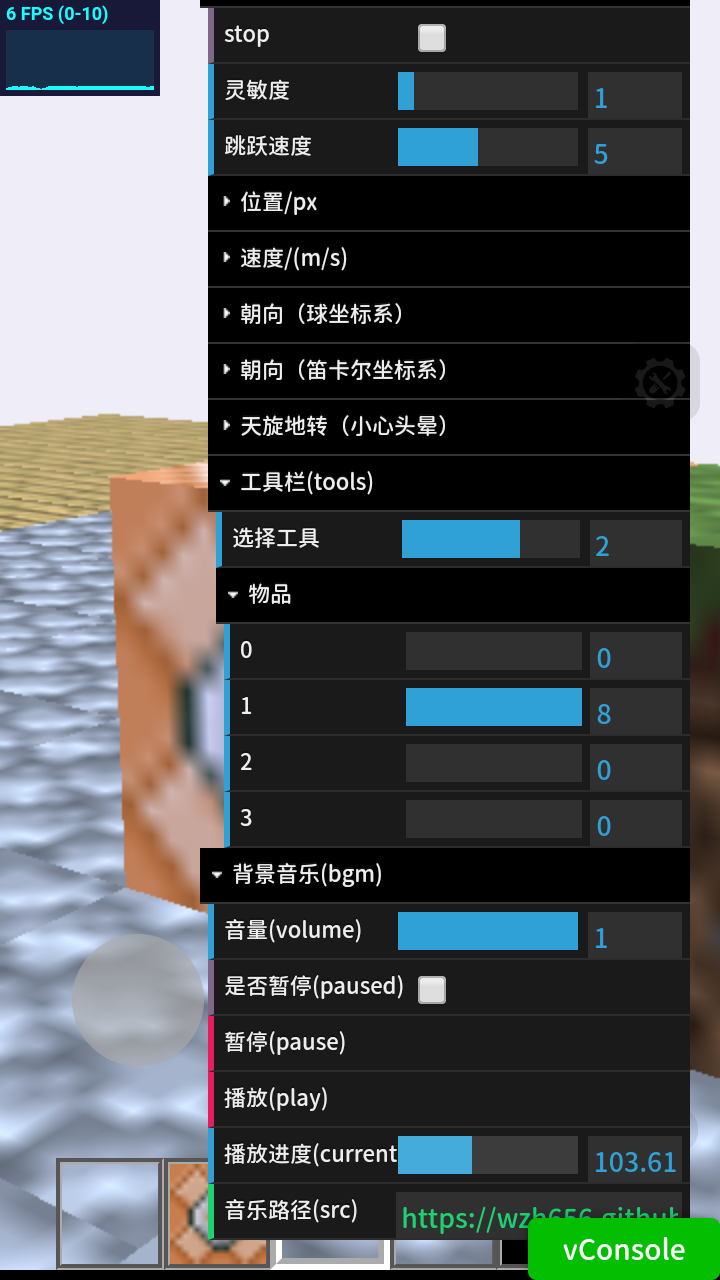 6 FPS (0-10)
stop
灵敏度 1
跳跃速度 5
位置/px
速度/(m/s)
朝向（球坐标系）
朝向（笛卡尔坐标系）
天旋地转（小心头晕）
工具栏(tools)
选择工具 2
物品
0 0
1 8
2 0
3 0
背景音乐(bgm)
音量(volume) 1
是否暂停(paused)
暂停(pause)
播放(play)
播放进度(current 103.61
音乐路径(src) https://wzh656.github
vConsole